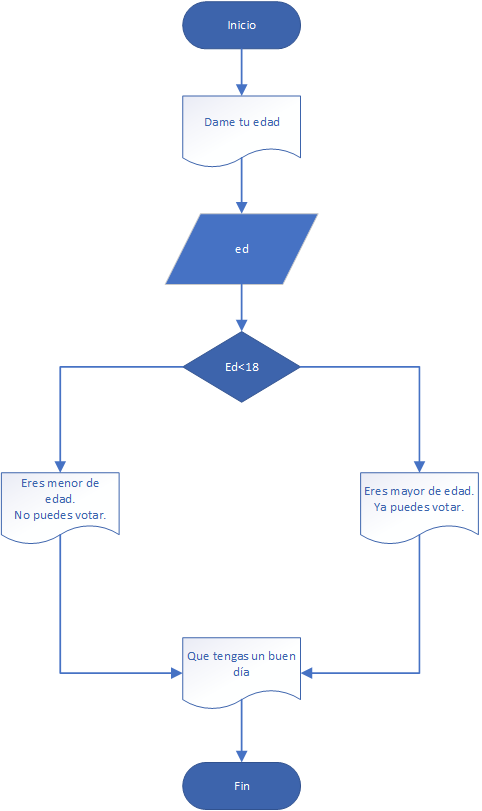 Inicio
Dame tu edad
ed
Ed<18
Eres menor de
edad.
No puedes votar.
Eres mayor de edad.
Ya puedes votar.
Que tengas un buen
día
Fin